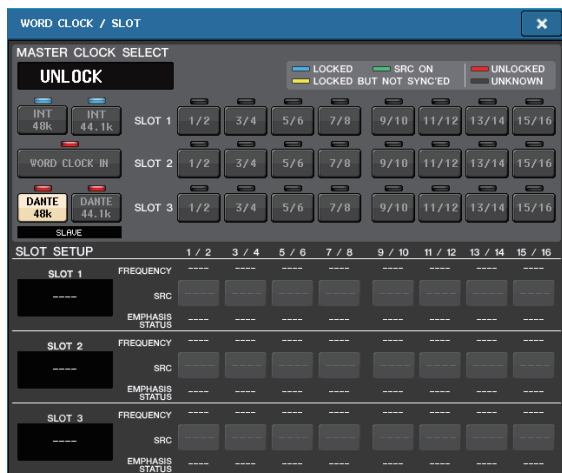 WORD CLOCK / SLOT
MASTER CLOCK SELECT
UNLOCK
LOCKED SRC ON UNLOCKED
LOCKED BUT NOT SYNC'ED UNKNOWN
INT 48k INT 44.1k SLOT 1 1/2 3/4 5/6 7/8 9/10 11/12 13/14 15/16
WORD CLOCK IN SLOT 2 1/2 3/4 5/6 7/8 9/10 11/12 13/14 15/16
DANTE 48k DANTE 44.1k SLOT 3 1/2 3/4 5/6 7/8 9/10 11/12 13/14 15/16
SLAVE
SLOT SETUP 1 / 2 3 / 4 5 / 6 7 / 8 9 / 10 11 / 12 13 / 14 15 / 16
SLOT 1 FREQUENCY ---- ---- ---- ---- ---- ---- ---- ----
---- SRC ---- ---- ---- ---- ---- ---- ---- ----
EMPHASIS STATUS ---- ---- ---- ---- ---- ---- ---- ----
SLOT 2 FREQUENCY ---- ---- ---- ---- ---- ---- ---- ----
---- SRC ---- ---- ---- ---- ---- ---- ---- ----
EMPHASIS STATUS ---- ---- ---- ---- ---- ---- ---- ----
SLOT 3 FREQUENCY ---- ---- ---- ---- ---- ---- ---- ----
---- SRC ---- ---- ---- ---- ---- ---- ---- ----
EMPHASIS STATUS ---- ---- ---- ---- ---- ---- ---- ----